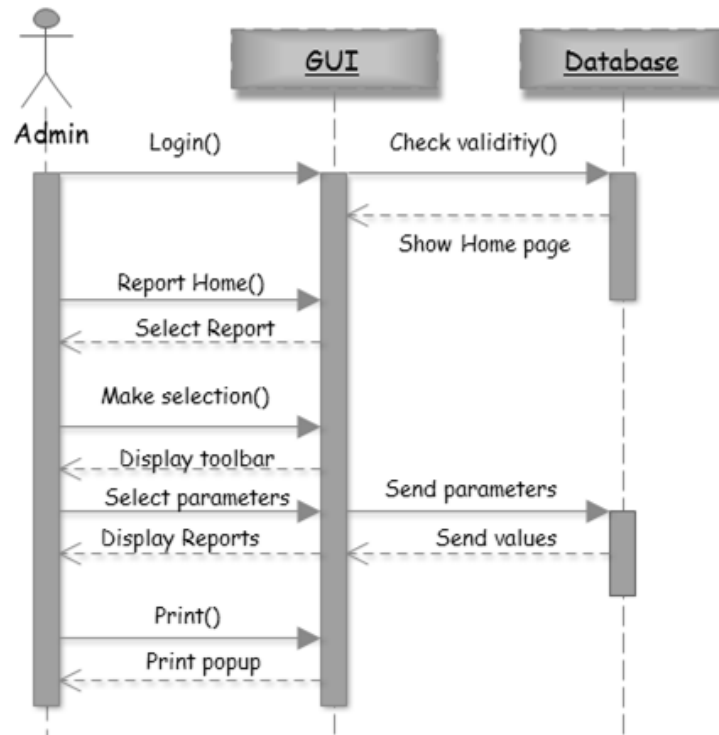 GUI
Database
Admin
Login()
Check validitiy()
Show Home page
Report Home()
Select Report
Make selection()
Display toolbar
Select parameters
Send parameters
Display Reports
Send values
Print()
Print popup